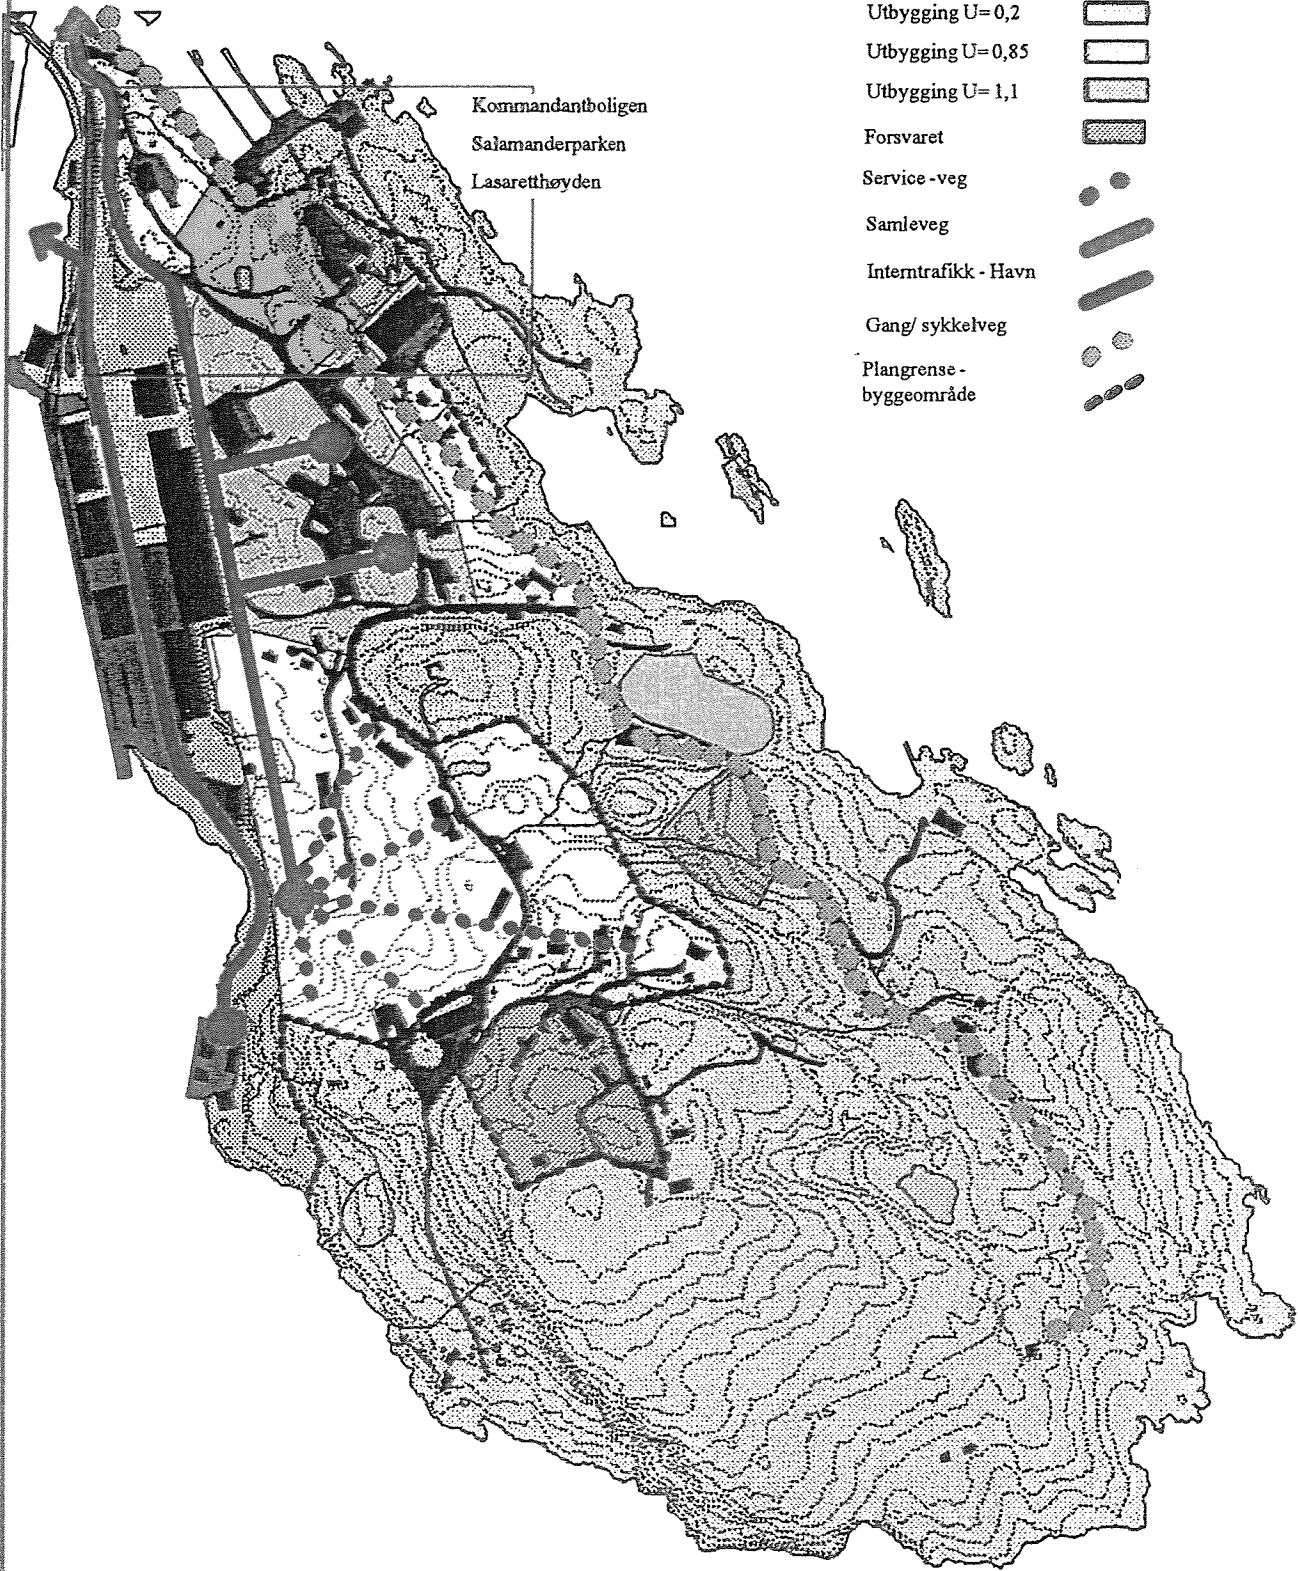 Utbygging U= 0,2
Utbygging U= 0,85
Utbygging U= 1,1
Forsvaret
Service -veg
Samleveg
Interntrafikk - Havn
Gang/ sykkelveg
Plangrense -
byggeområde
Kommandantboligen
Salamanderparken
Lasaretthøyden